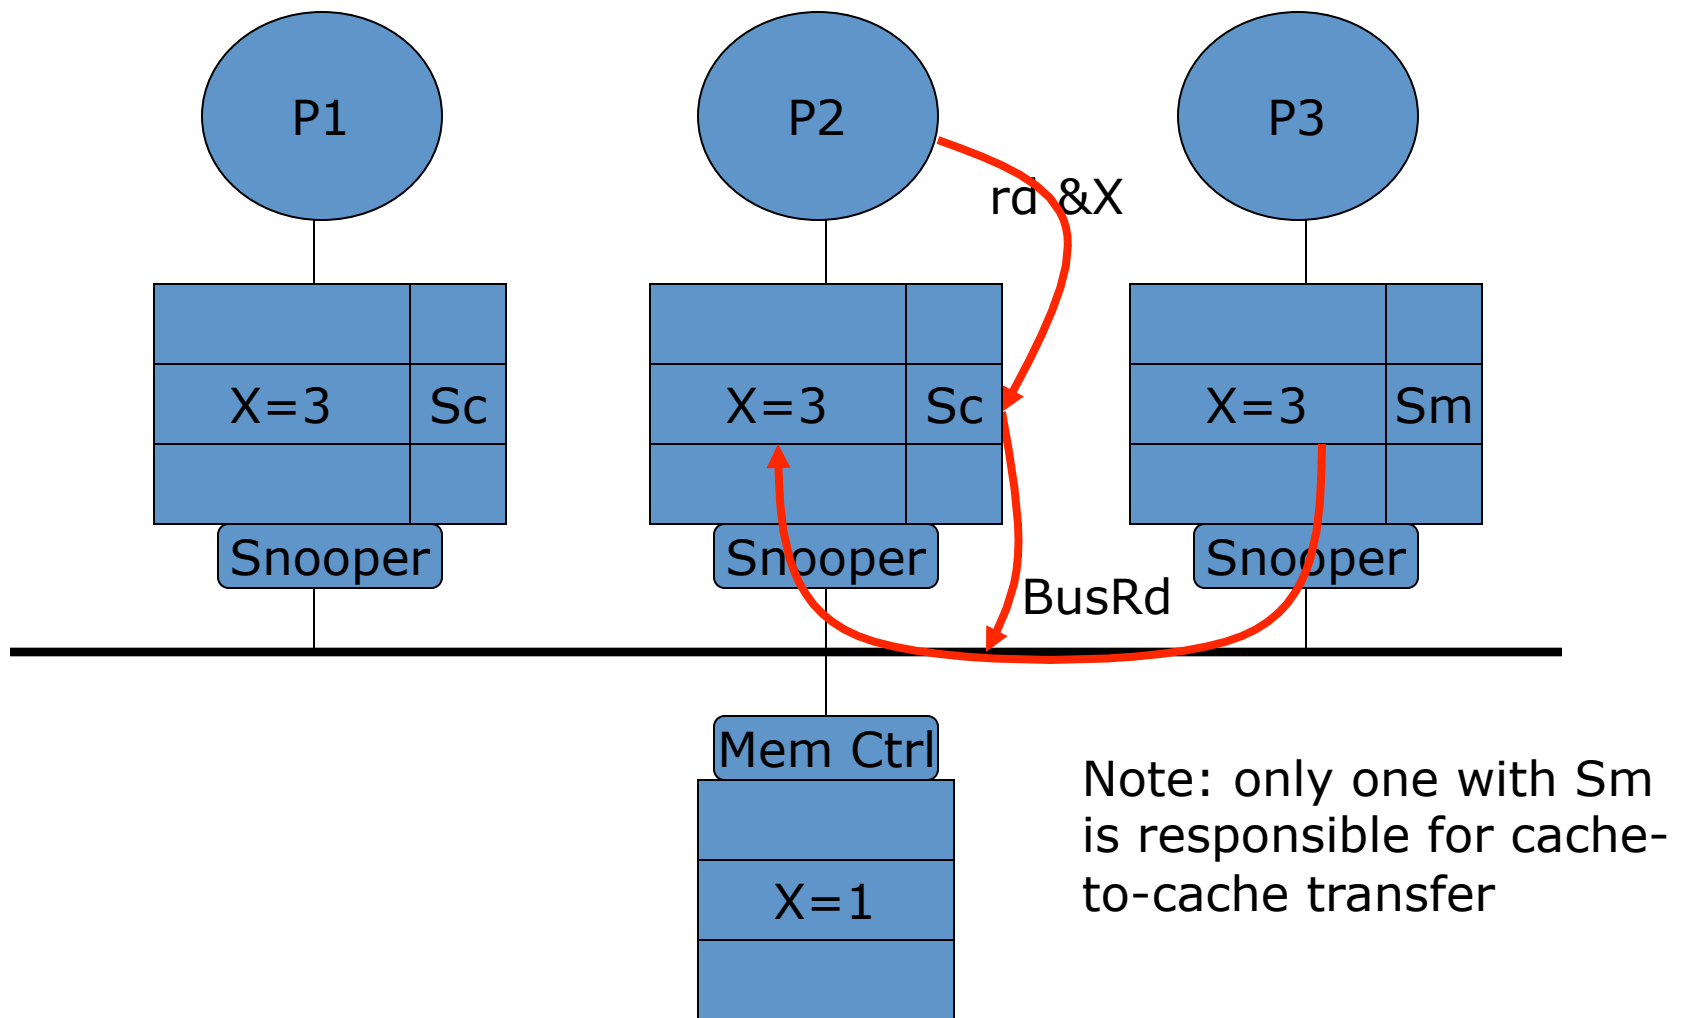 P1
P2
P3
rd &X
X=3
Sc
X=3
Sc
X=3
Sm
Snooper
Snooper
Snooper
BusRd
Mem Ctrl
X=1
Note: only one with Sm
is responsible for cache-
to-cache transfer